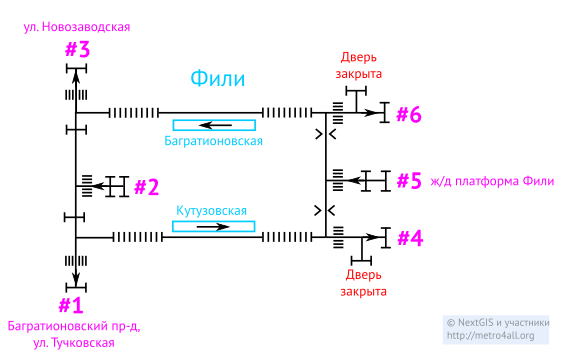 ул. Новозаводская
#3
Фили
Дверь
закрыта
#6
Багратионовская
#2
#5 ж/д платформа Фили
Кутузовская
#4
Дверь
закрыта
#1
Багратионовский пр-д,
ул. Тучковская
© NextGIS и участники
http://metro4all.org